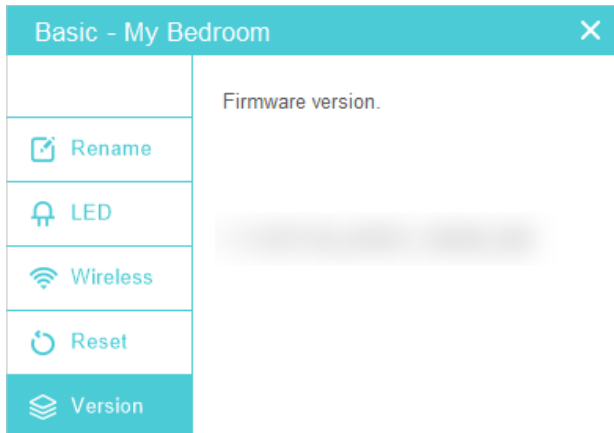 Basic - My Bedroom
Firmware version.
Rename
LED
Wireless
Reset
Version